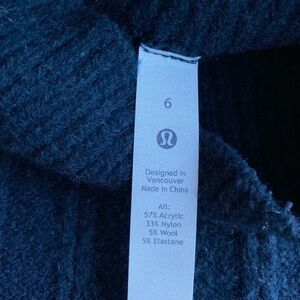 6
Designed in
Vancouver
Made in China
All:
57% Acrylic
33% Nylon
5% Wool
5% Elastane